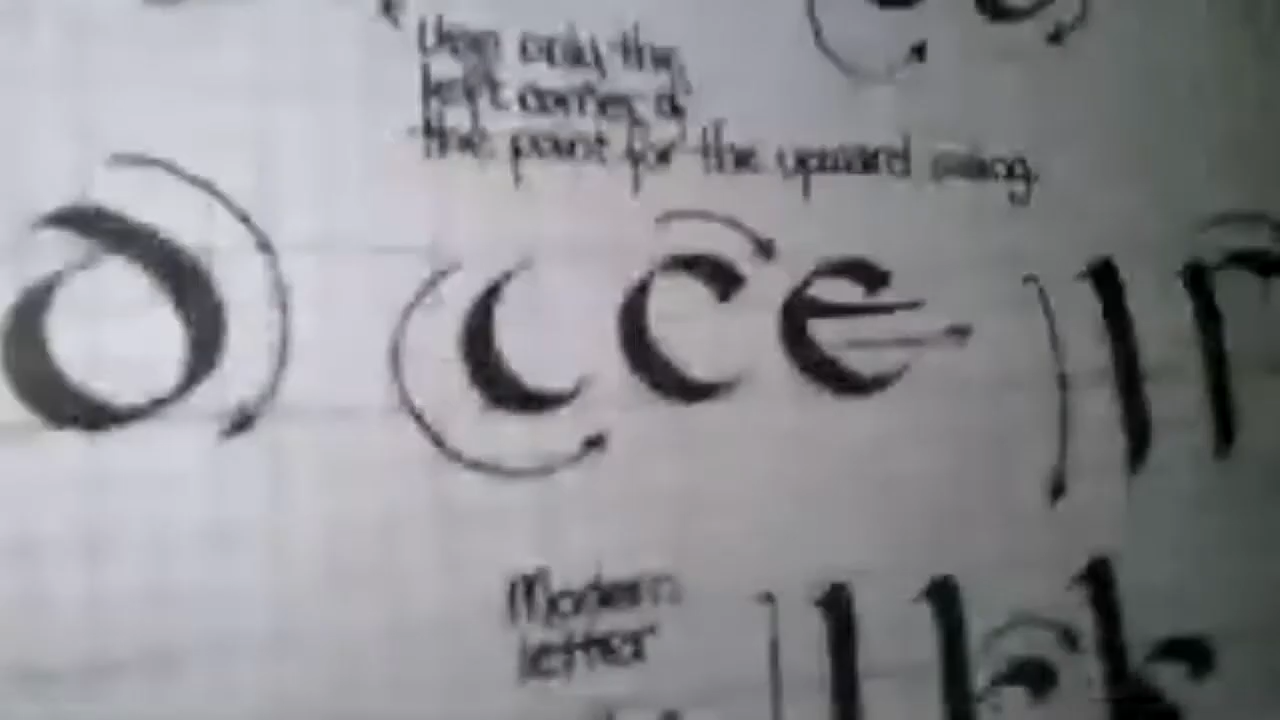 Use only the
left corner of
the point for the upward swing.
o c c e r
Modern
letter
l k k